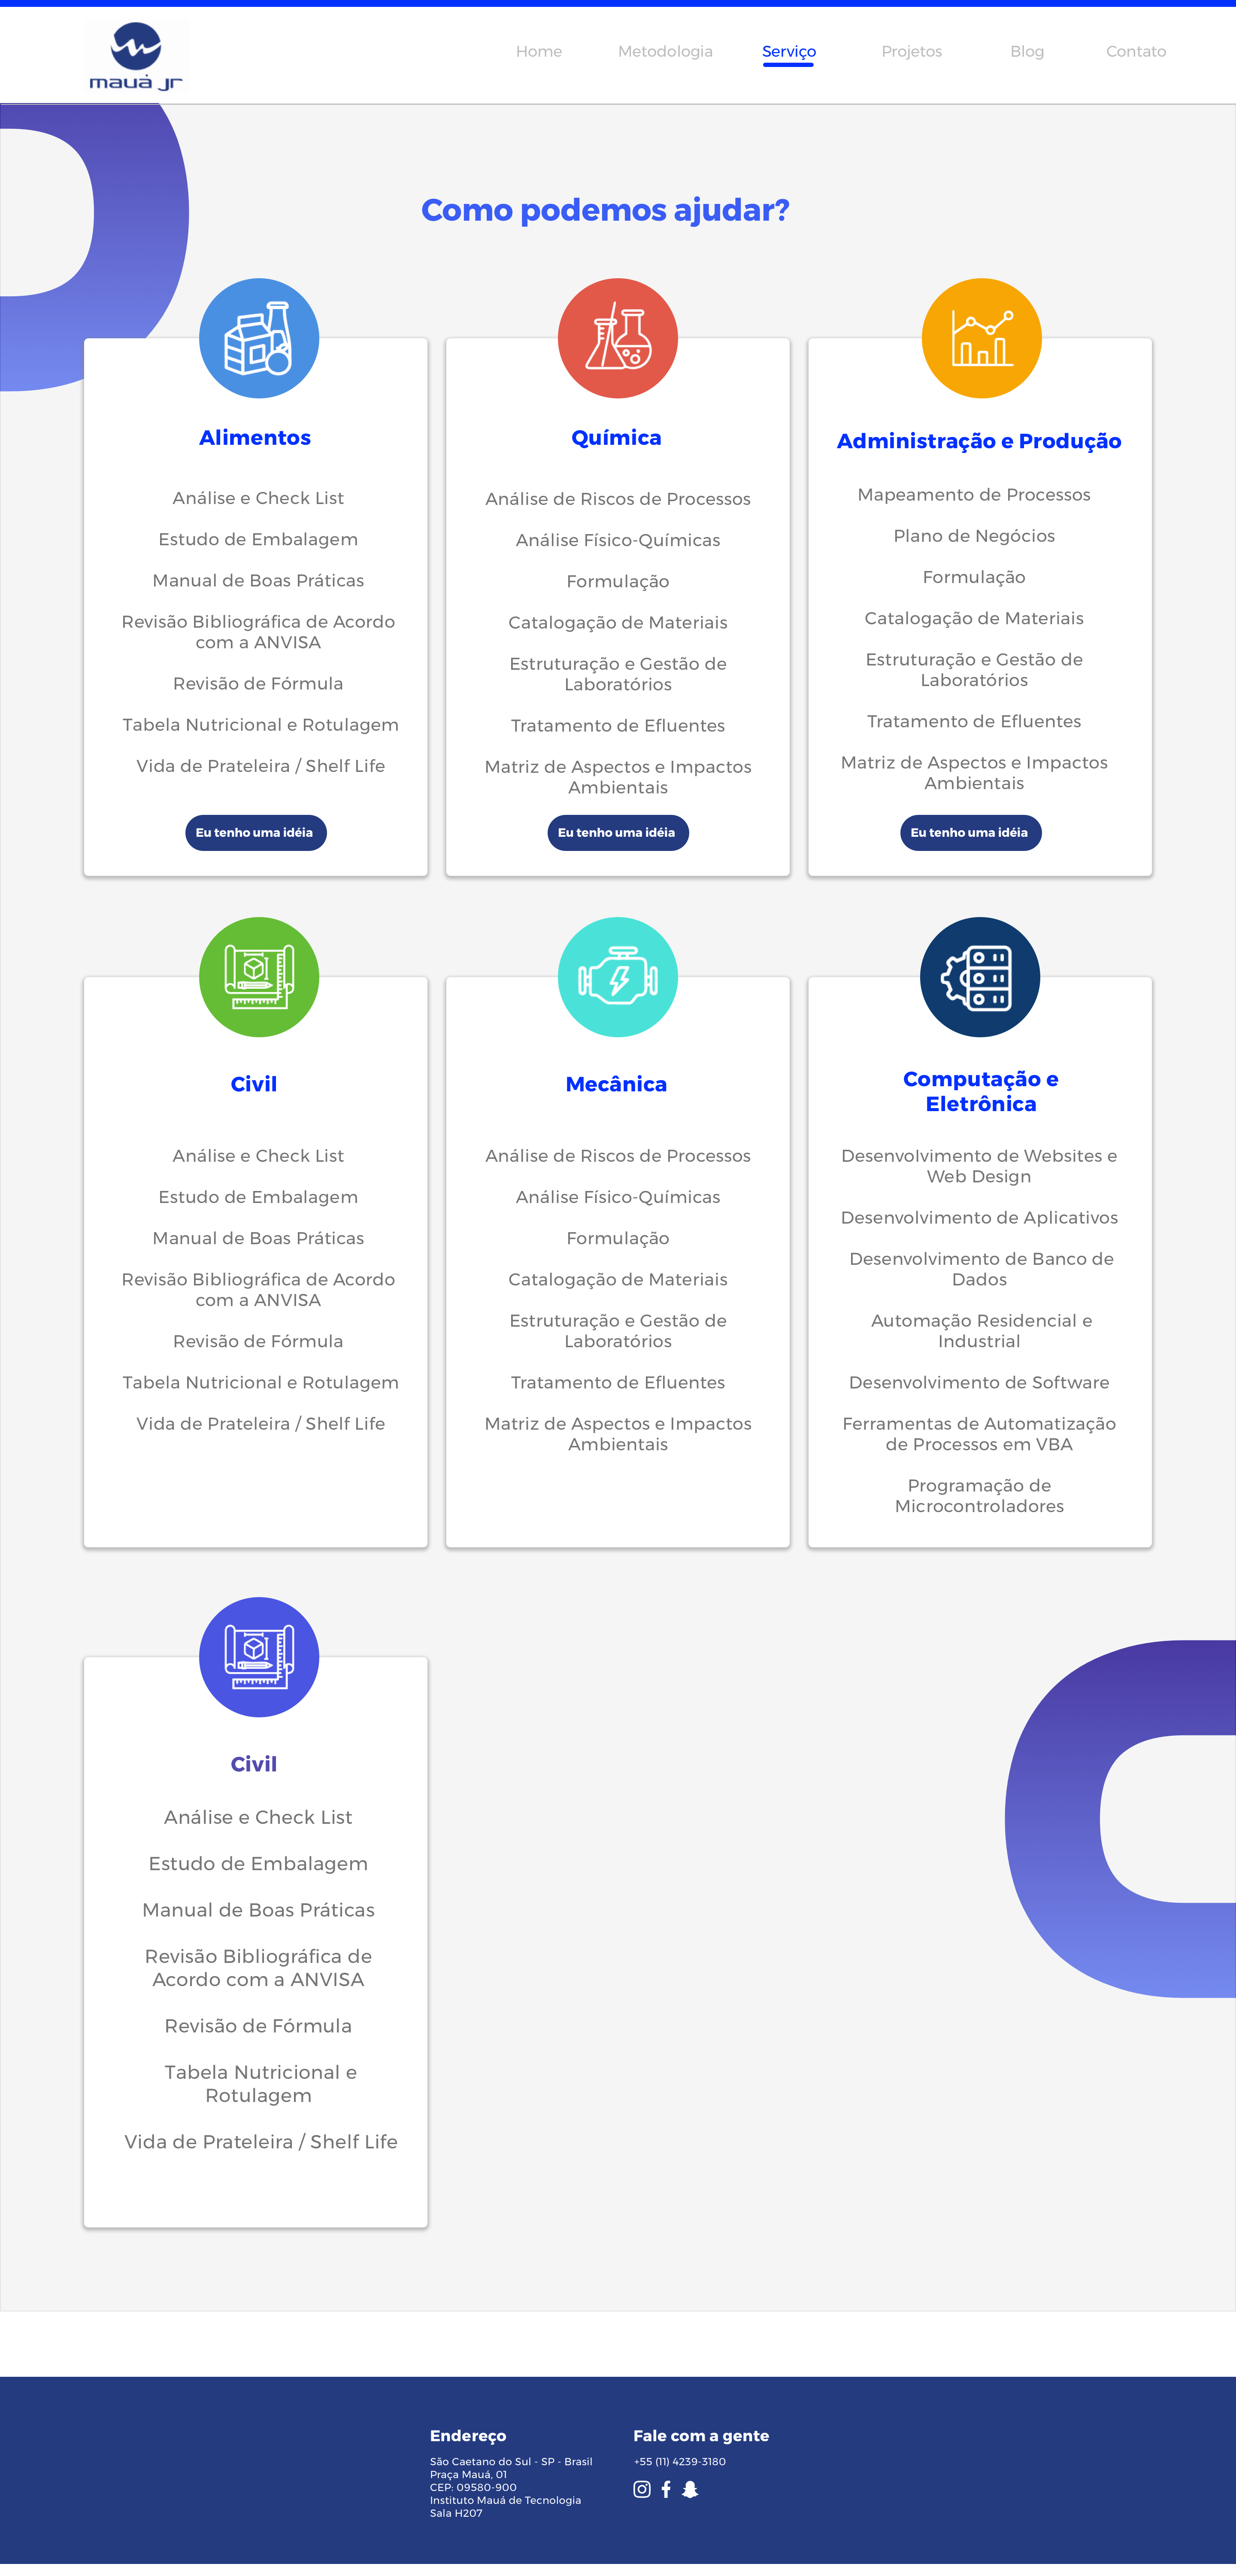 mauá jr
Home
Metodologia
Serviço
Projetos
Blog
Contato
Como podemos ajudar?
Alimentos
Análise e Check List
Estudo de Embalagem
Manual de Boas Práticas
Revisão Bibliográfica de Acordo
com a ANVISA
Revisão de Fórmula
Tabela Nutricional e Rotulagem
Vida de Prateleira / Shelf Life
Eu tenho uma idéia
Química
Análise de Riscos de Processos
Análise Físico-Químicas
Formulação
Catalogação de Materiais
Estruturação e Gestão de
Laboratórios
Tratamento de Efluentes
Matriz de Aspectos e Impactos
Ambientais
Eu tenho uma idéia
Administração e Produção
Mapeamento de Processos
Plano de Negócios
Formulação
Catalogação de Materiais
Estruturação e Gestão de
Laboratórios
Tratamento de Efluentes
Matriz de Aspectos e Impactos
Ambientais
Eu tenho uma idéia
Civil
Análise e Check List
Estudo de Embalagem
Manual de Boas Práticas
Revisão Bibliográfica de Acordo
com a ANVISA
Revisão de Fórmula
Tabela Nutricional e Rotulagem
Vida de Prateleira / Shelf Life
Mecânica
Análise de Riscos de Processos
Análise Físico-Químicas
Formulação
Catalogação de Materiais
Estruturação e Gestão de
Laboratórios
Tratamento de Efluentes
Matriz de Aspectos e Impactos
Ambientais
Computação e
Eletrônica
Desenvolvimento de Websites e
Web Design
Desenvolvimento de Aplicativos
Desenvolvimento de Banco de
Dados
Automação Residencial e
Industrial
Desenvolvimento de Software
Ferramentas de Automatização
de Processos em VBA
Programação de
Microcontroladores
Civil
Análise e Check List
Estudo de Embalagem
Manual de Boas Práticas
Revisão Bibliográfica de
Acordo com a ANVISA
Revisão de Fórmula
Tabela Nutricional e
Rotulagem
Vida de Prateleira / Shelf Life
Endereço
São Caetano do Sul - SP - Brasil
Praça Mauá, 01
CEP: 09580-900
Instituto Mauá de Tecnologia
Sala H207
Fale com a gente
+55 (11) 4239-3180